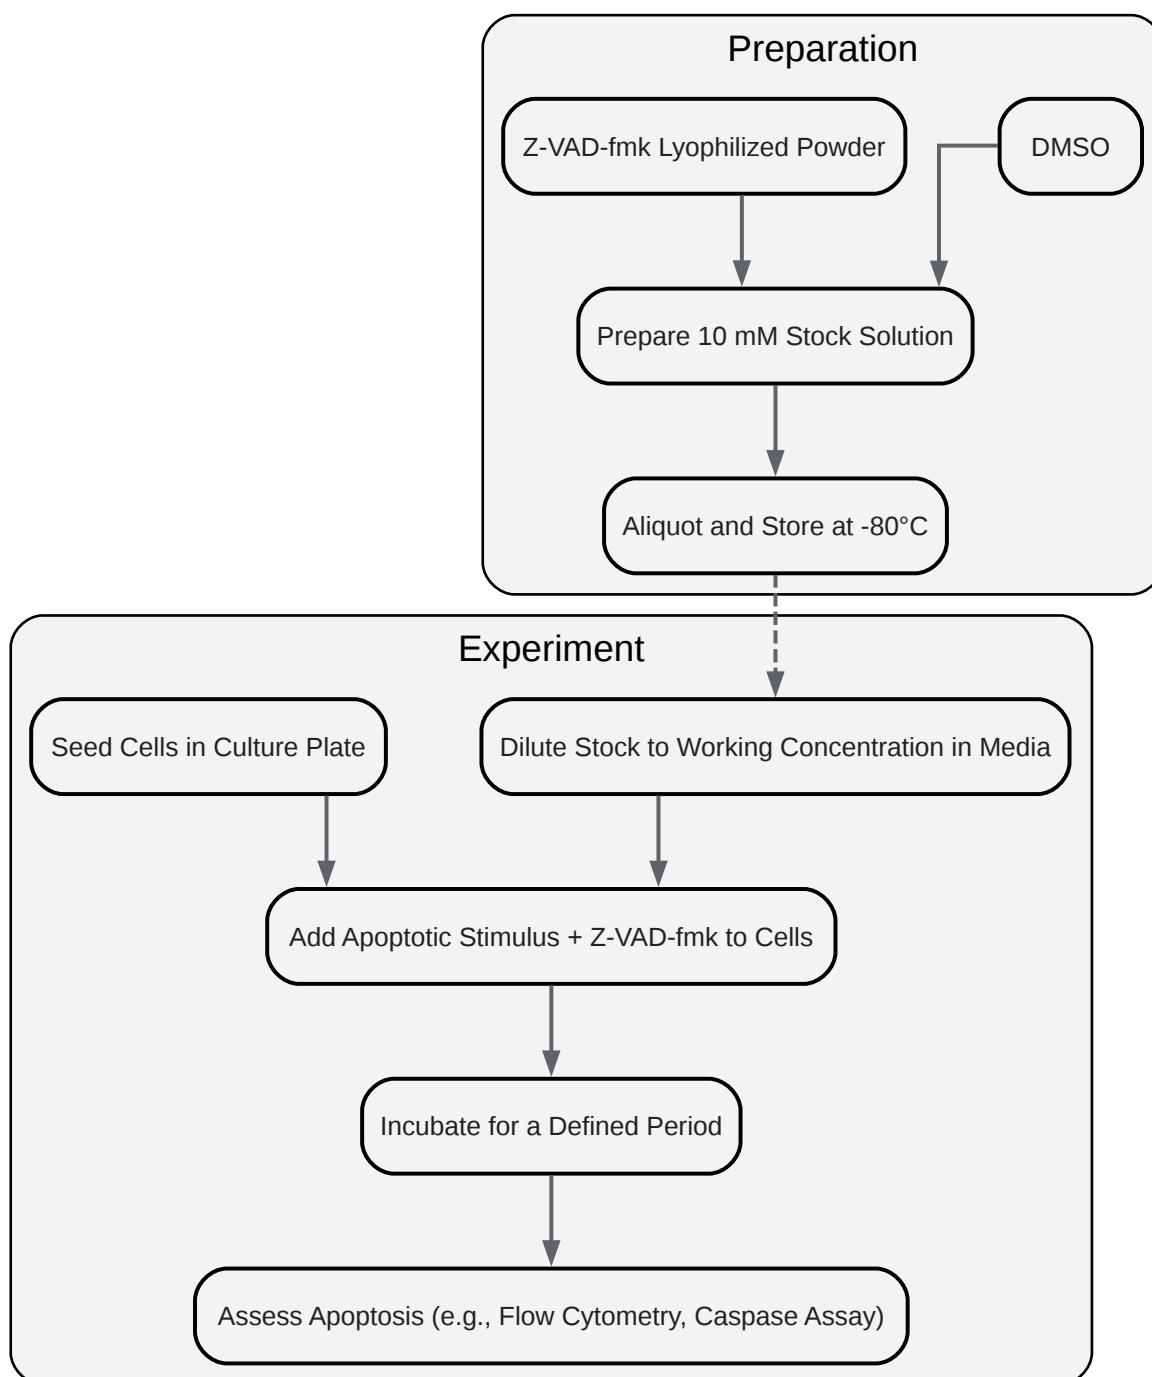 Preparation
Z-VAD-fmk Lyophilized Powder
DMSO
Prepare 10 mM Stock Solution
Aliquot and Store at -80°C
Experiment
Seed Cells in Culture Plate
Dilute Stock to Working Concentration in Media
Add Apoptotic Stimulus + Z-VAD-fmk to Cells
Incubate for a Defined Period
Assess Apoptosis (e.g., Flow Cytometry, Caspase Assay)